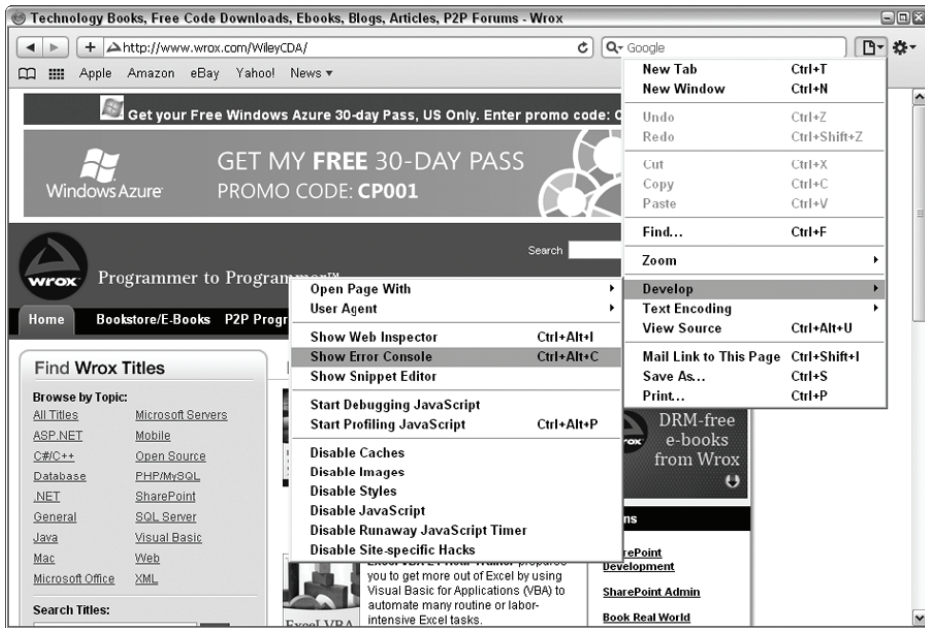 Technology Books, Free Code Downloads, Ebooks, Blogs, Articles, P2P Forums - Wrox
http://www.wrox.com/WileyCDA/
Google
Apple Amazon eBay Yahoo! News ▾
Get your Free Windows Azure 30-day Pass, US Only. Enter promo code:
Windows Azure
GET MY FREE 30-DAY PASS
PROMO CODE: CP001
Search
wrox
Programmer to Programmer™
Home Bookstore/E-Books P2P
Find Wrox Titles
Browse by Topic:
All Titles Microsoft Servers
ASP.NET Mobile
C#/C++ Open Source
Database PHP/MySQL
.NET SharePoint
General SQL Server
Java Visual Basic
Mac Web
Microsoft Office XML
Search Titles:
New Tab Ctrl+T
New Window Ctrl+N
Undo Ctrl+Z
Redo Ctrl+Shift+Z
Cut Ctrl+X
Copy Ctrl+C
Paste Ctrl+V
Find... Ctrl+F
Zoom
Develop
Text Encoding
View Source Ctrl+Alt+U
Mail Link to This Page Ctrl+Shift+I
Save As... Ctrl+S
Print... Ctrl+P
Open Page With
User Agent
Show Web Inspector Ctrl+Alt+I
Show Error Console Ctrl+Alt+C
Show Snippet Editor
Start Debugging JavaScript
Start Profiling JavaScript Ctrl+Alt+P
Disable Caches
Disable Images
Disable Styles
Disable JavaScript
Disable Runaway JavaScript Timer
Disable Site-specific Hacks
DRM-free
e-books
from Wrox
Development
SharePoint Admin
Book Real World
Excel VBA
you to get more out of Excel by using
Visual Basic for Applications (VBA) to
automate many routine or labor-
intensive Excel tasks.